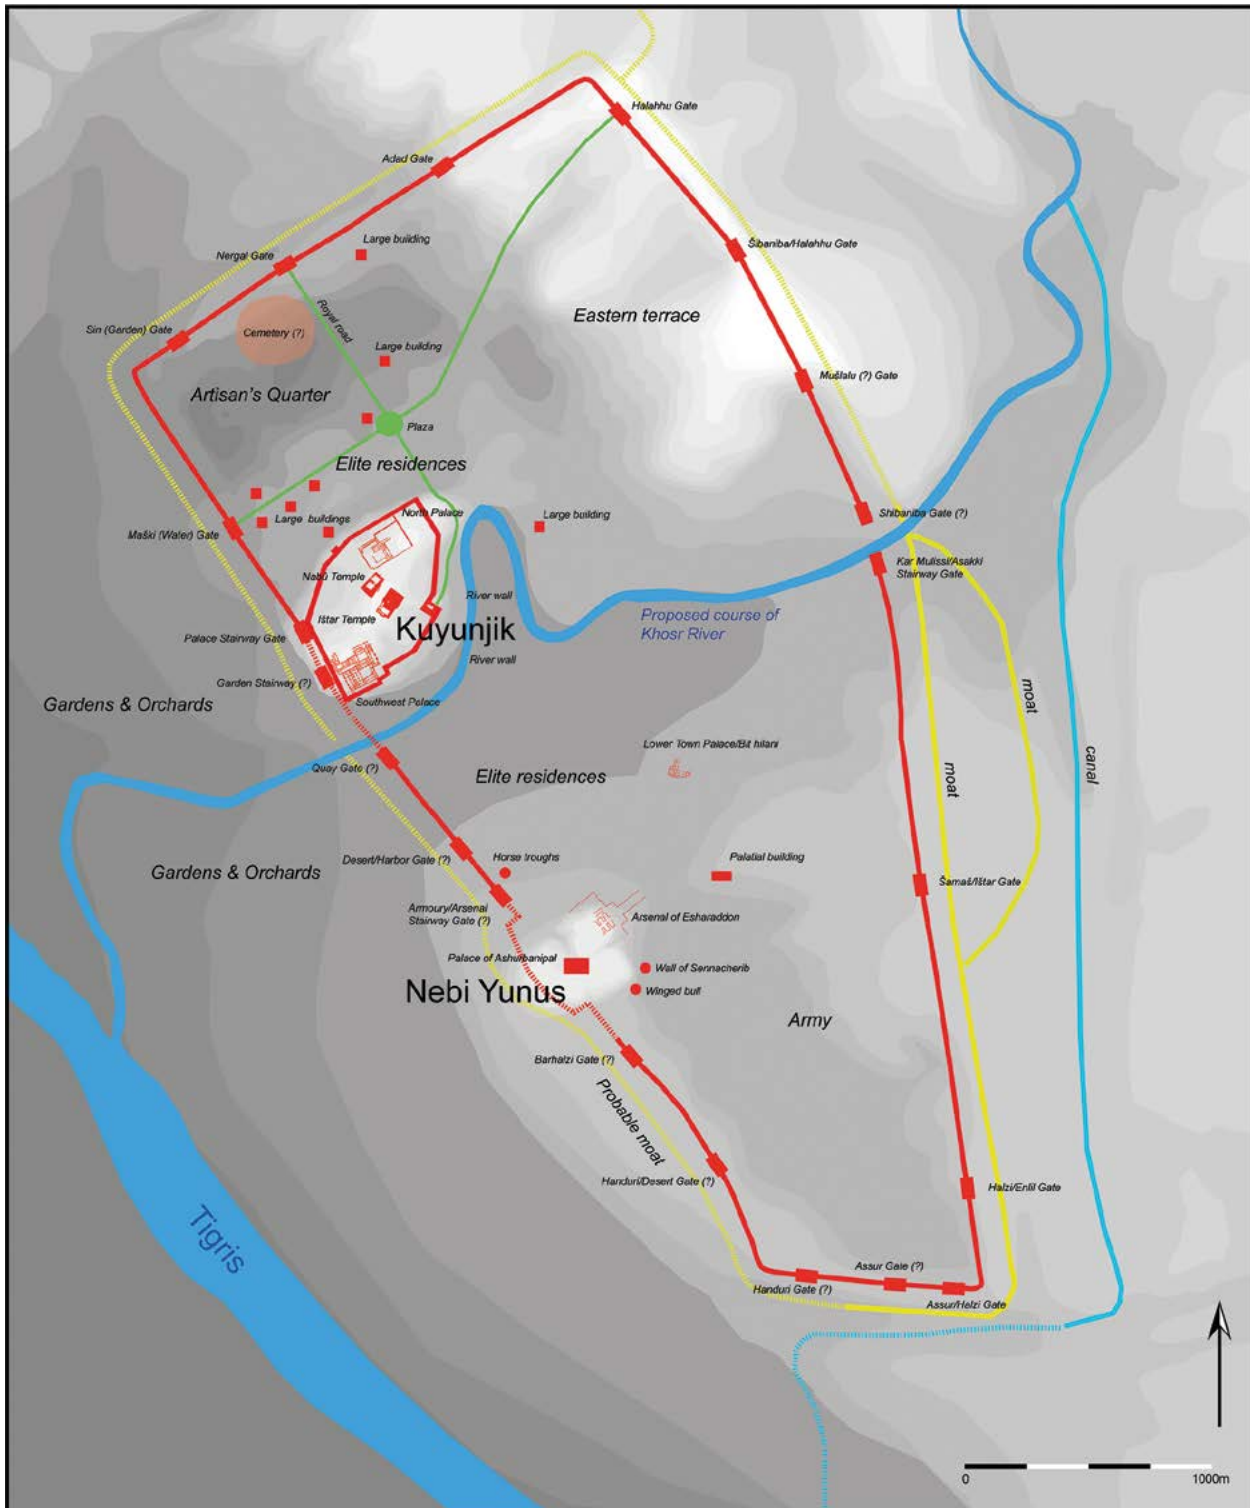 Halahhu Gate
Adad Gate
Large building
Šibaniba/Halahhu Gate
Nergal Gate
Royal road
Eastern terrace
Sin (Garden) Gate
Cemetery (?)
Large building
Mušlalu (?) Gate
Artisan's Quarter
Plaza
Elite residences
Large buildings
North Palace
Large building
Shibaniba Gate (?)
Maški (Water) Gate
Kar Mulissi/Asakki
Stairway Gate
Nabû Temple
River wall
Ištar Temple
Kuyunjik
Proposed course of
Khosr River
Palace Stairway Gate
River wall
Garden Stairway (?)
Southwest Palace
Gardens & Orchards
moat
Lower Town Palace/Bit hilani
canal
Quay Gate (?)
Elite residences
moat
Desert/Harbor Gate (?)
Horse troughs
Palatial building
Gardens & Orchards
Šamaš/Ištar Gate
Armoury/Arsenal
Stairway Gate (?)
Arsenal of Esharaddon
Palace of Ashurbanipal
Wall of Sennacherib
Nebi Yunus
Winged bull
Army
Barhalzi Gate (?)
Probable moat
Handuri/Desert Gate (?)
Halzi/Enlil Gate
Tigris
Assur Gate (?)
Handuri Gate (?)
Assur/Halzi Gate
0
1000m